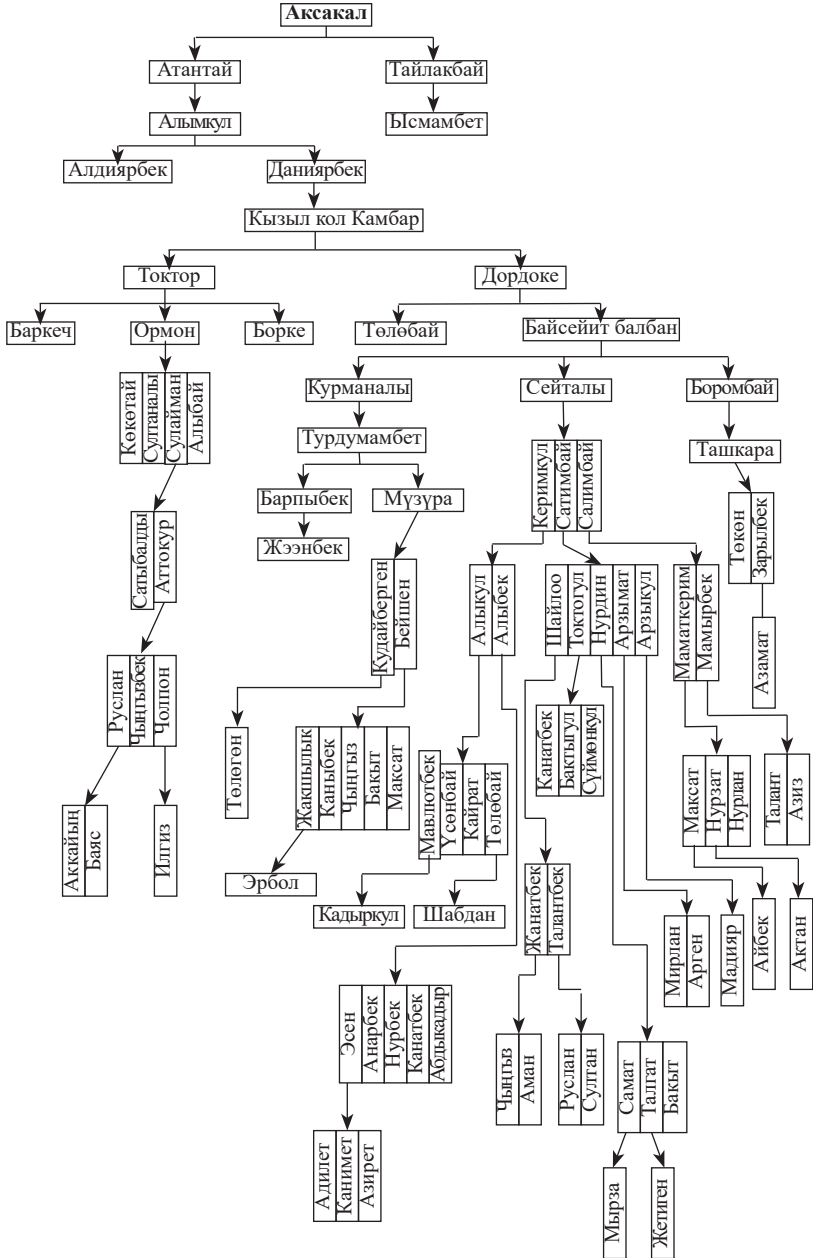 Аксакал
Атантай
Тайлакбай
Алымкул
Ысмамбет
Алдиярбек
Даниярбек
Кызыл кол Камбар
Токтор
Дордоке
Баркеч
Ормон
Борке
Төлөбай
Байсейит балбан
Көкөтай
Султаналы
Сулайман
Алыбай
Курманалы
Сейталы
Боромбай
Турдумамбет
Ташкара
Барпыбек
Мүзүра
Жээнбек
Керимкул
Сатимбай
Салимбай
Төкөн
Зарылбек
Сатыбалды
Аттокур
Кудайберген
Бейшен
Алыкул
Алыбек
Шайлоо
Токтогул
Нурдин
Арзымат
Арзыкул
Маматкерим
Мамырбек
Азамат
Руслан
Чыңгызбек
Чолпон
Төлөгөн
Жакшылык
Каныбек
Чыңгыз
Бакыт
Максат
Мавлютбек
Үсөнбай
Кайрат
Төлөбай
Канатбек
Бактыгул
Сүймөнкул
Максат
Нурзат
Нурлан
Талант
Азиз
Аккайың
Баяс
Илгиз
Эрбол
Кадыркул
Шабдан
Жанатбек
Талантбек
Мирлан
Арген
Мадияр
Айбек
Актан
Эсен
Анарбек
Нурбек
Канатбек
Абдыкадыр
Чыңгыз
Аман
Руслан
Султан
Самат
Талгат
Бакыт
Адилет
Канимет
Азирет
Мырза
Жетиген